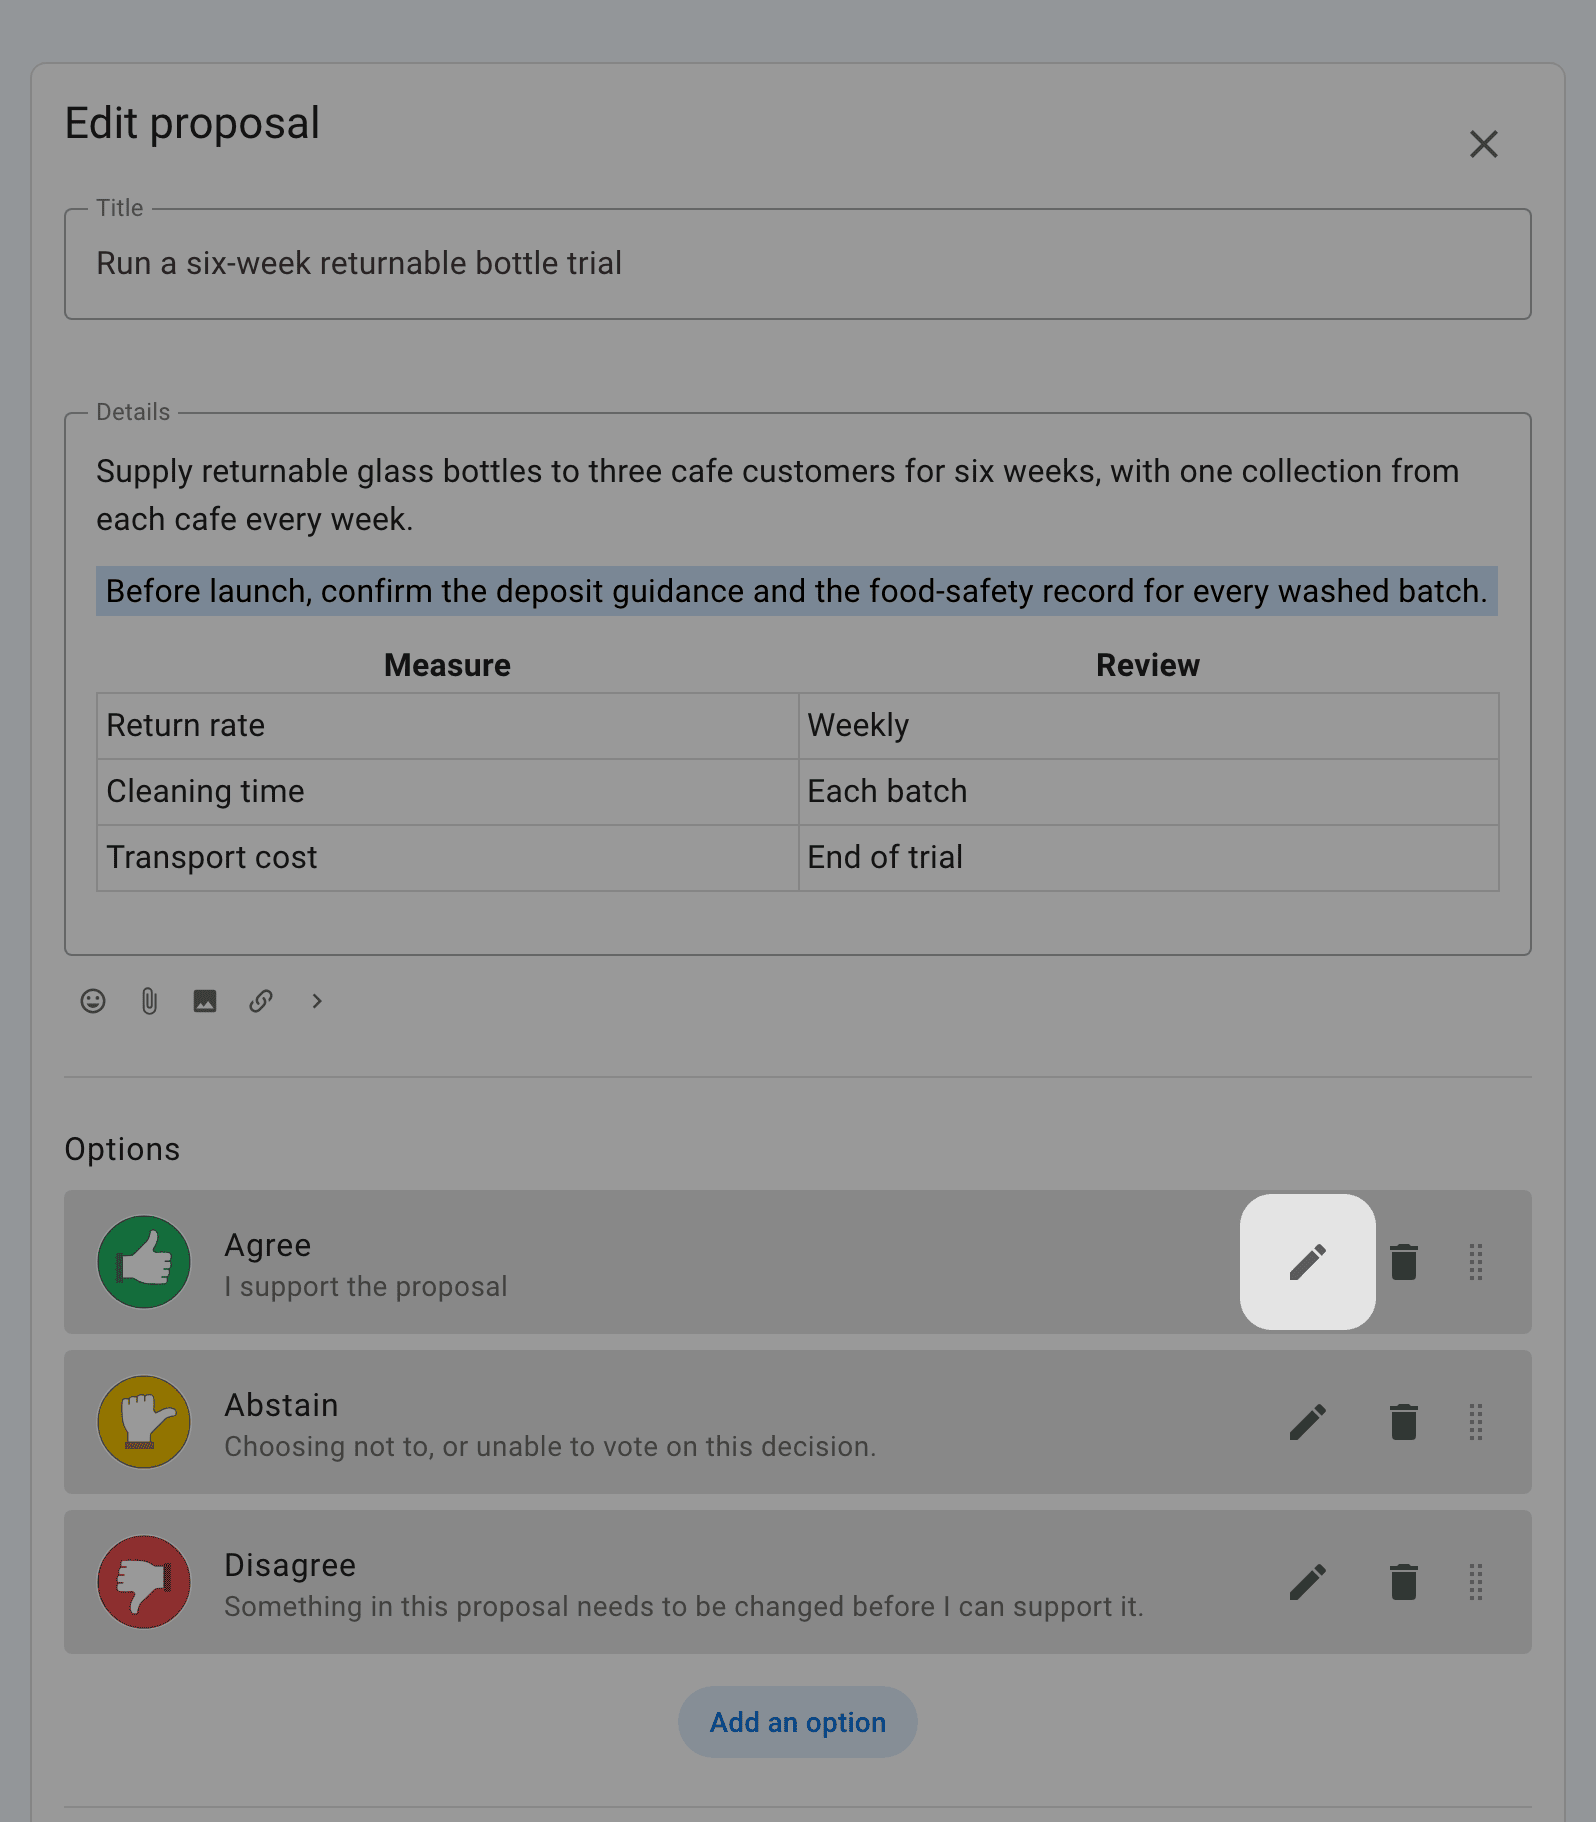 Edit proposal
Title
Run a six-week returnable bottle trial
Details
Supply returnable glass bottles to three cafe customers for six weeks, with one collection from
each cafe every week.
Before launch, confirm the deposit guidance and the food-safety record for every washed batch.
Measure Review
Return rate Weekly
Cleaning time Each batch
Transport cost End of trial
Options
Agree
I support the proposal
Abstain
Choosing not to, or unable to vote on this decision.
Disagree
Something in this proposal needs to be changed before I can support it.
Add an option